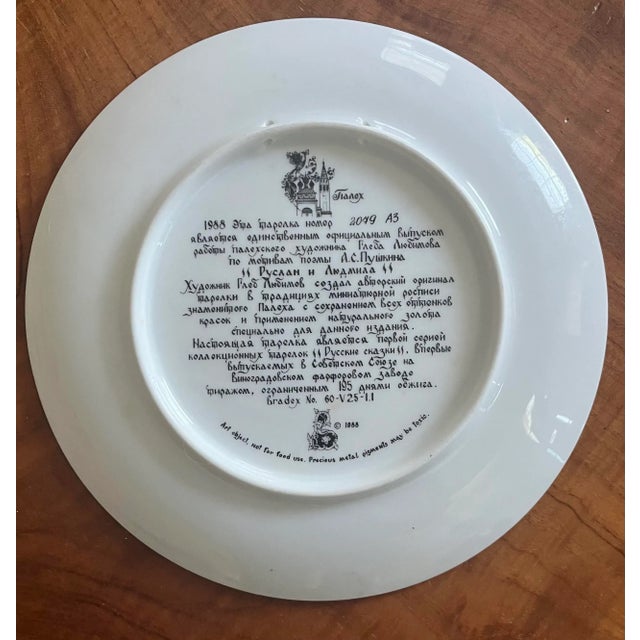 Палех
1988 Эта тарелка номер 2079 A3
является единственным официальным выпуском
работы палехского художника Глеба Любимова
по мотивам поэмы А.С.Пушкина
"Руслан и Людмила"
Художник Глеб Любимов создал авторский оригинал
тарелки в традициях миниатюрной росписи
знаменитого Палеха с сохранением всех оттенков
красок и применением натурального золота
специально для данного издания.
Настоящая тарелка является первой серией
коллекционных тарелок "Русские сказки". Впервые
выпускаемых в Советском Союзе на
Виноградовском фарфоровом заводе
тиражом, ограниченным 195 днями обжига.
Bradex No. 60-V25-1.1
© 1988
Art object, not for food use. Precious metal pigments may be toxic.